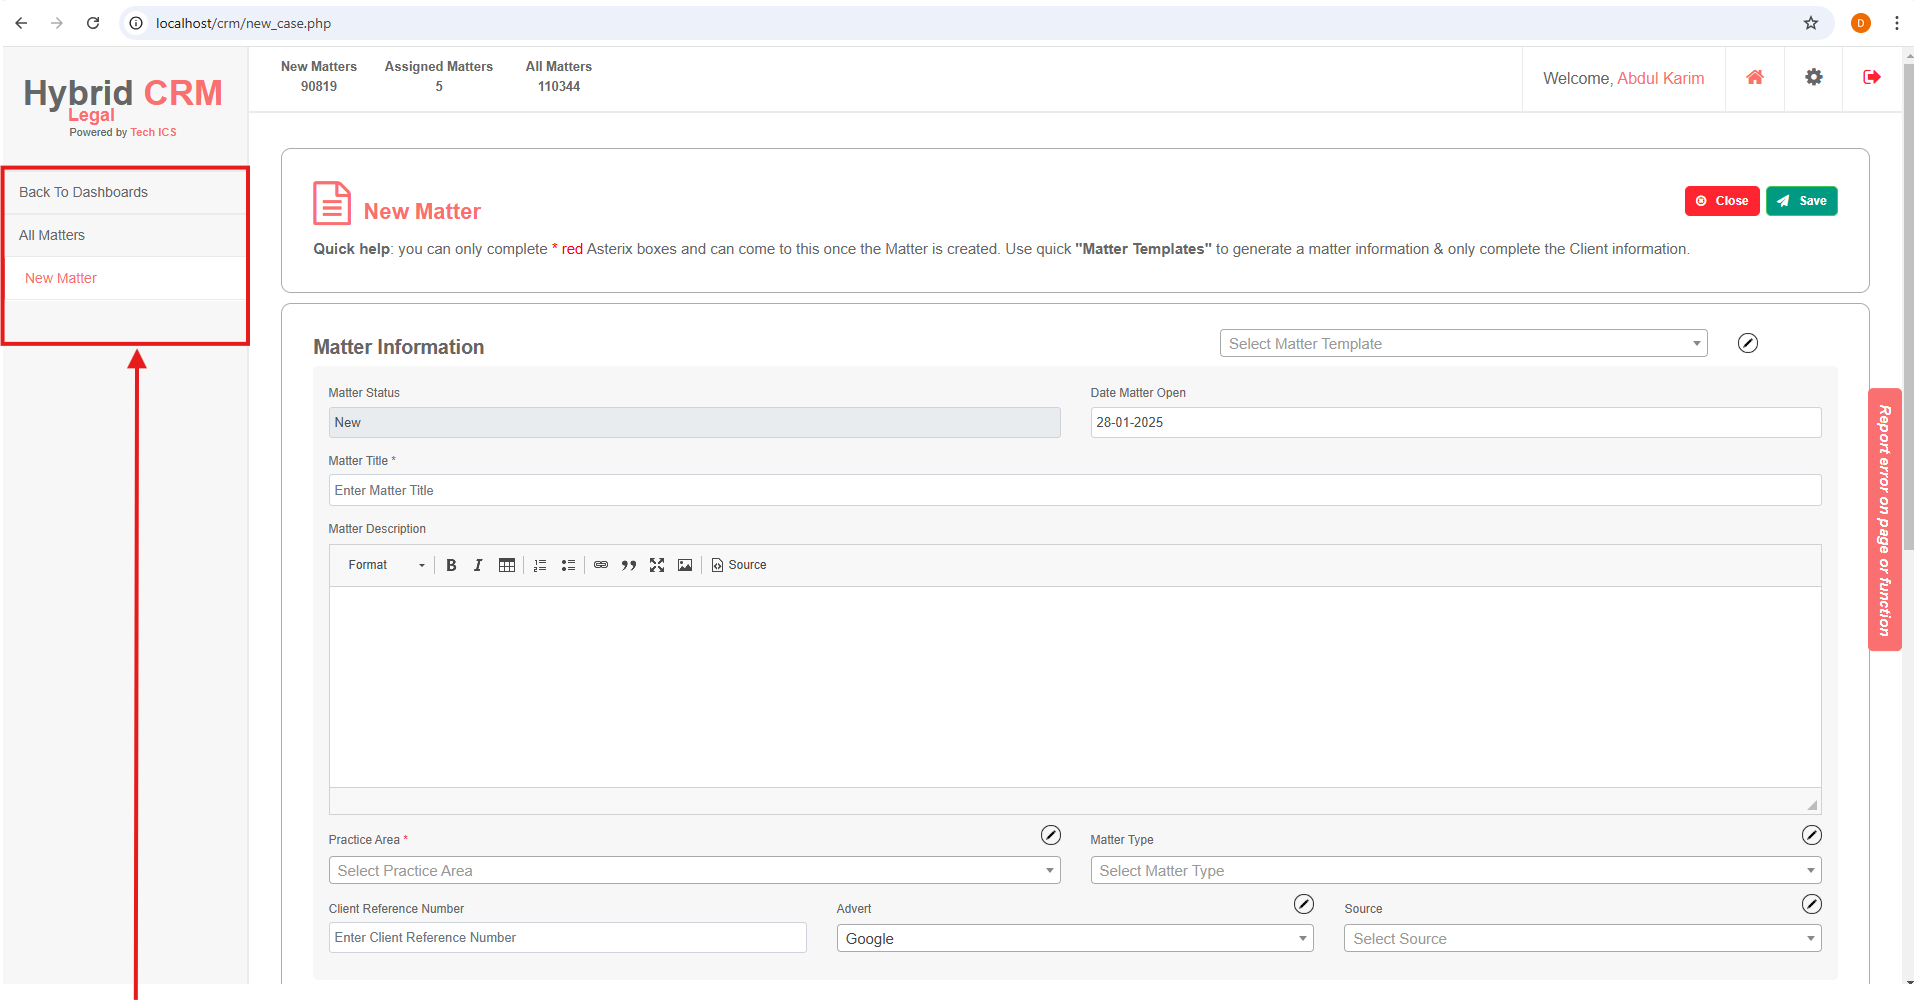 localhost/crm/new_case.php
D
Hybrid CRM
Legal
Powered by Tech ICS
New Matters
90819
Assigned Matters
5
All Matters
110344
Welcome, Abdul Karim
Back To Dashboards
All Matters
New Matter
New Matter
Close
Save
Quick help: you can only complete * red Asterix boxes and can come to this once the Matter is created. Use quick "Matter Templates" to generate a matter information & only complete the Client information.
Matter Information
Select Matter Template
Matter Status
New
Date Matter Open
28-01-2025
Matter Title *
Enter Matter Title
Matter Description
Format
B
I
Source
Practice Area *
Select Practice Area
Matter Type
Select Matter Type
Client Reference Number
Enter Client Reference Number
Advert
Google
Source
Select Source
Report error on page or function